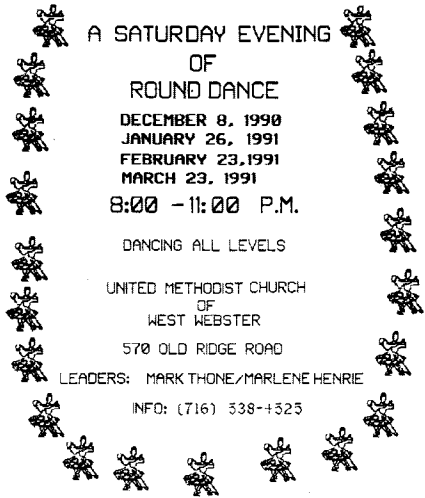 A SATURDAY EVENING
OF
ROUND DANCE
DECEMBER 8, 1990
JANUARY 26, 1991
FEBRUARY 23,1991
MARCH 23, 1991
8:00 -11:00 P.M.
DANCING ALL LEVELS
UNITED METHODIST CHURCH
OF
WEST WEBSTER
570 OLD RIDGE ROAD
LEADERS: MARK THONE/MARLENE HENRIE
INFO: (716)